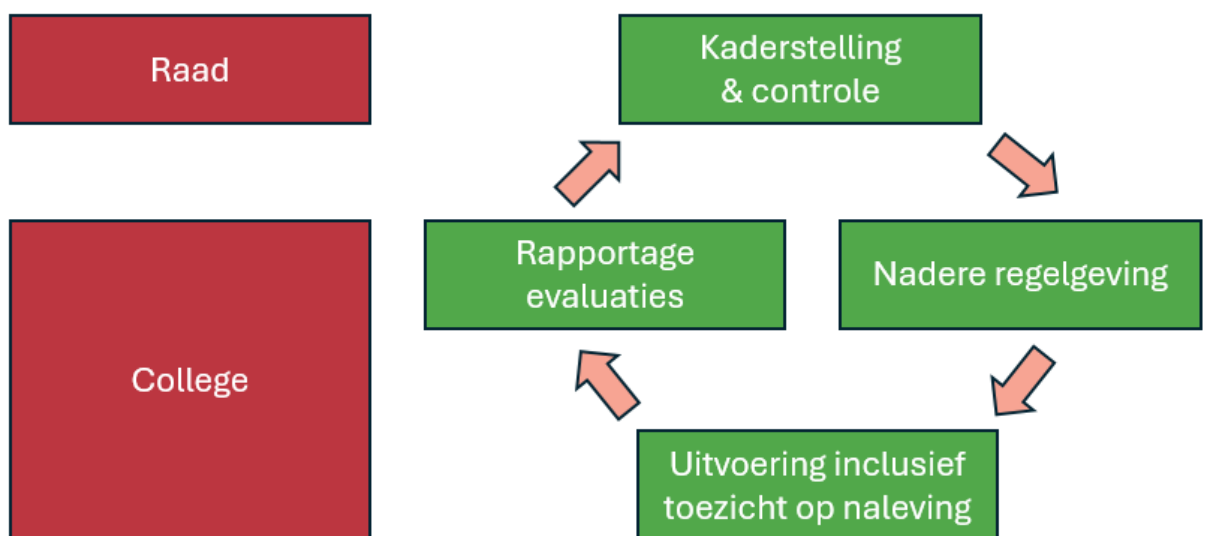 Raad
Kaderstelling
& controle
Rapportage
evaluaties
Nadere regelgeving
College
Uitvoering inclusief
toezicht op naleving